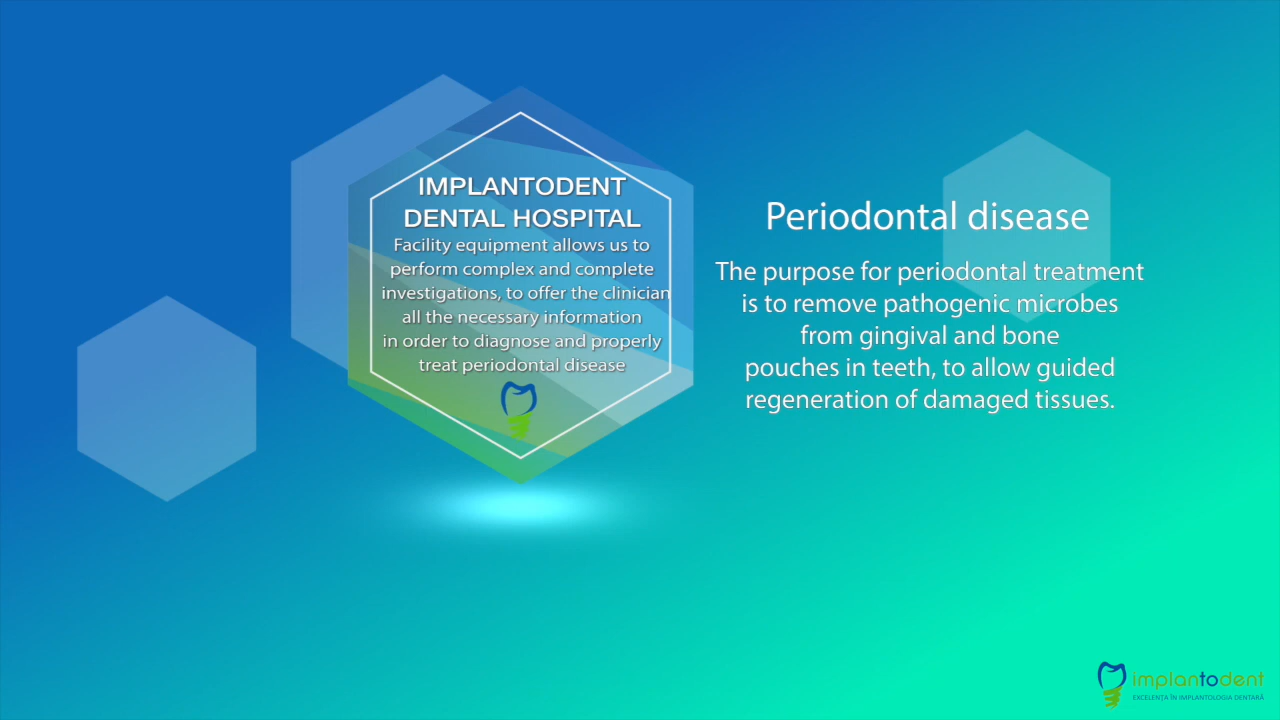 IMPLANTODENT
DENTAL HOSPITAL
Facility equipment allows us to
perform complex and complete
investigations, to offer the clinician
all the necessary information
in order to diagnose and properly
treat periodontal disease
Periodontal disease
The purpose for periodontal treatment
is to remove pathogenic microbes
from gingival and bone
pouches in teeth, to allow guided
regeneration of damaged tissues.
implantodent
EXCELENȚA ÎN IMPLANTOLOGIA DENTARĂ